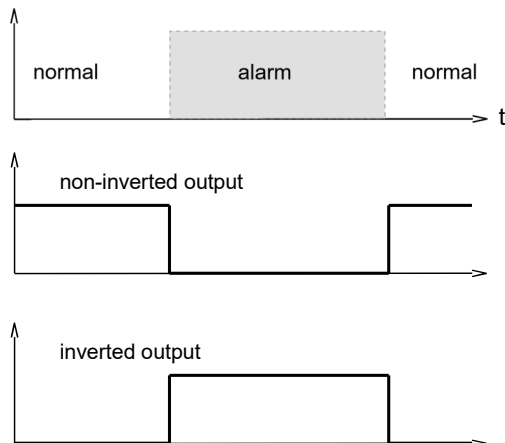 normal alarm normal
t
non-inverted output
inverted output